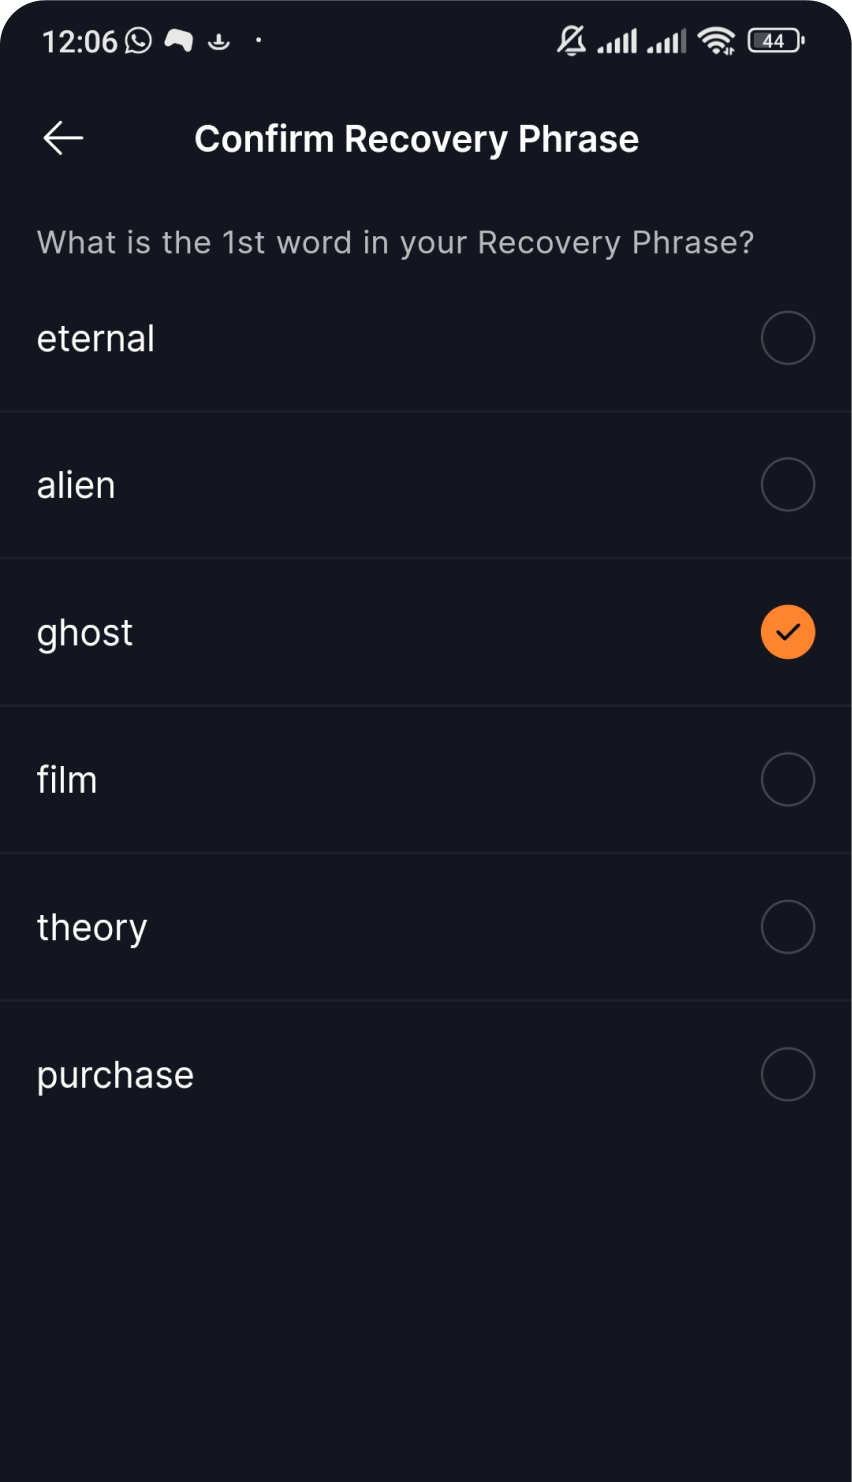 12:06 44
Confirm Recovery Phrase
What is the 1st word in your Recovery Phrase?
eternal
alien
ghost
film
theory
purchase